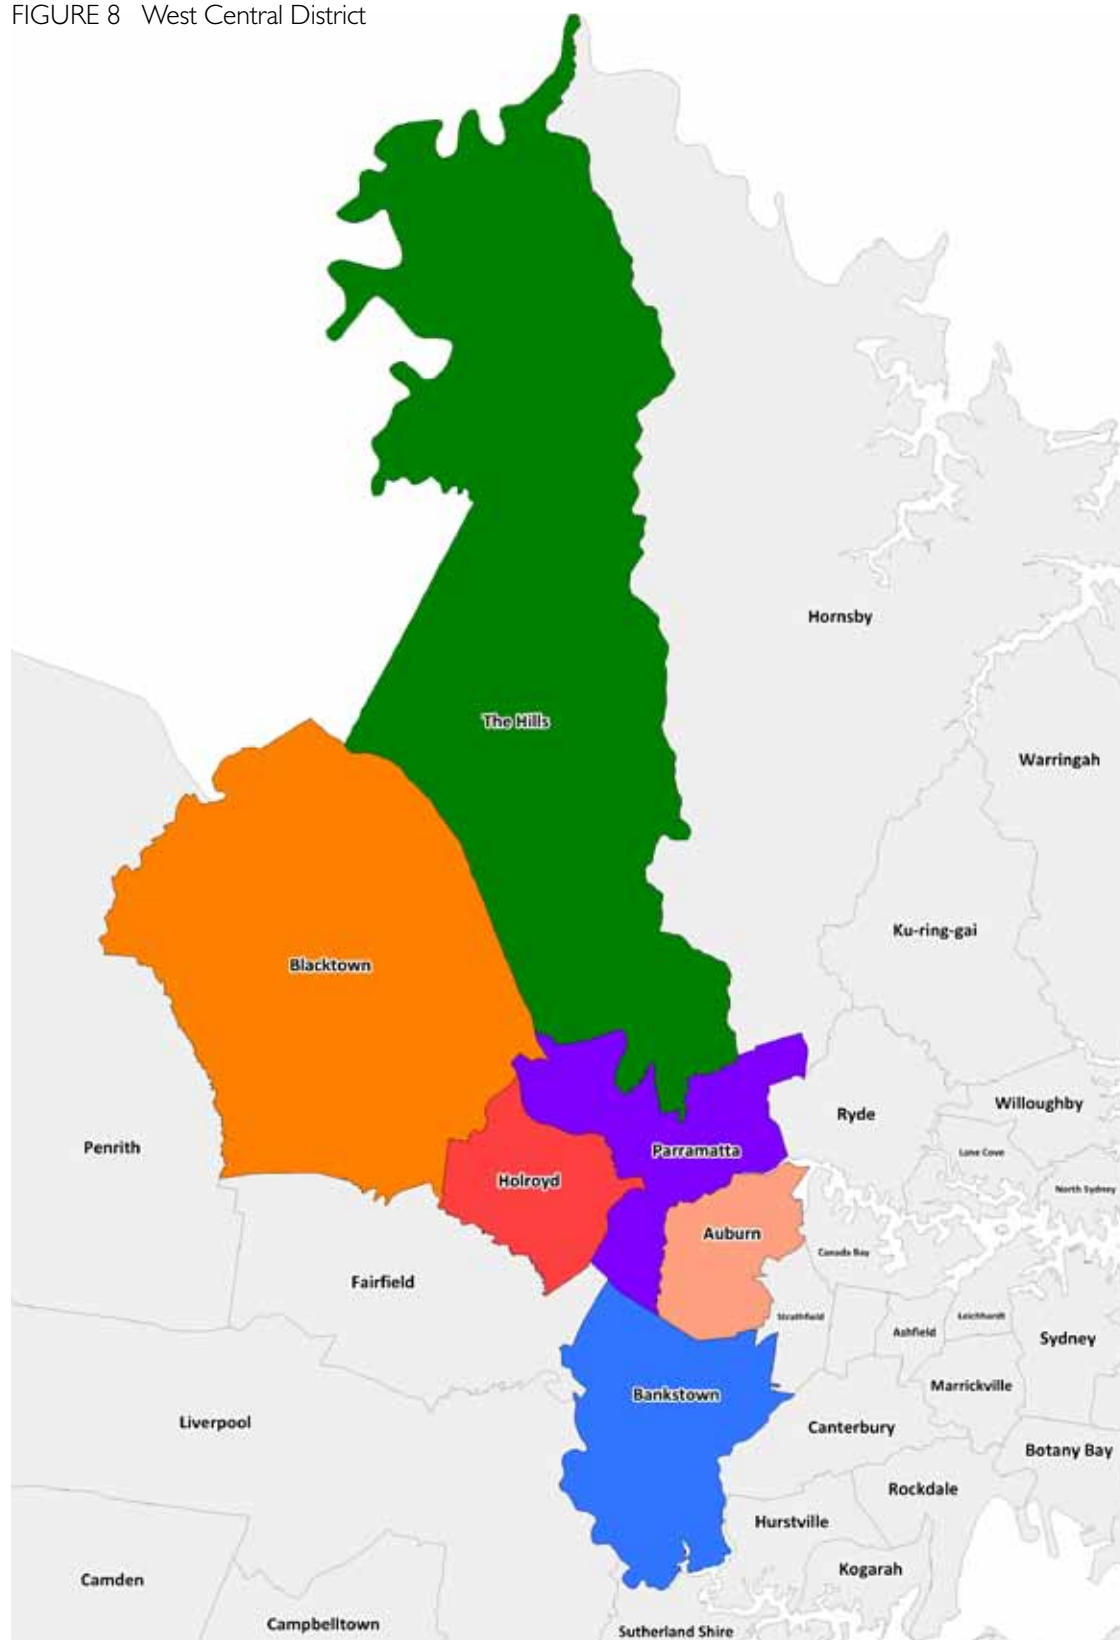 FIGURE 8 West Central District
Hornsby
The Hills
Warringah
Ku-ring-gai
Blacktown
Willoughby
Ryde
Penrith
Parramatta
Lane Cove
Holroyd
North Sydney
Auburn
Canada Bay
Fairfield
Strathfield
Leichhardt
Ashfield
Sydney
Marrickville
Bankstown
Liverpool
Canterbury
Botany Bay
Rockdale
Hurstville
Kogarah
Camden
Campbelltown
Sutherland Shire